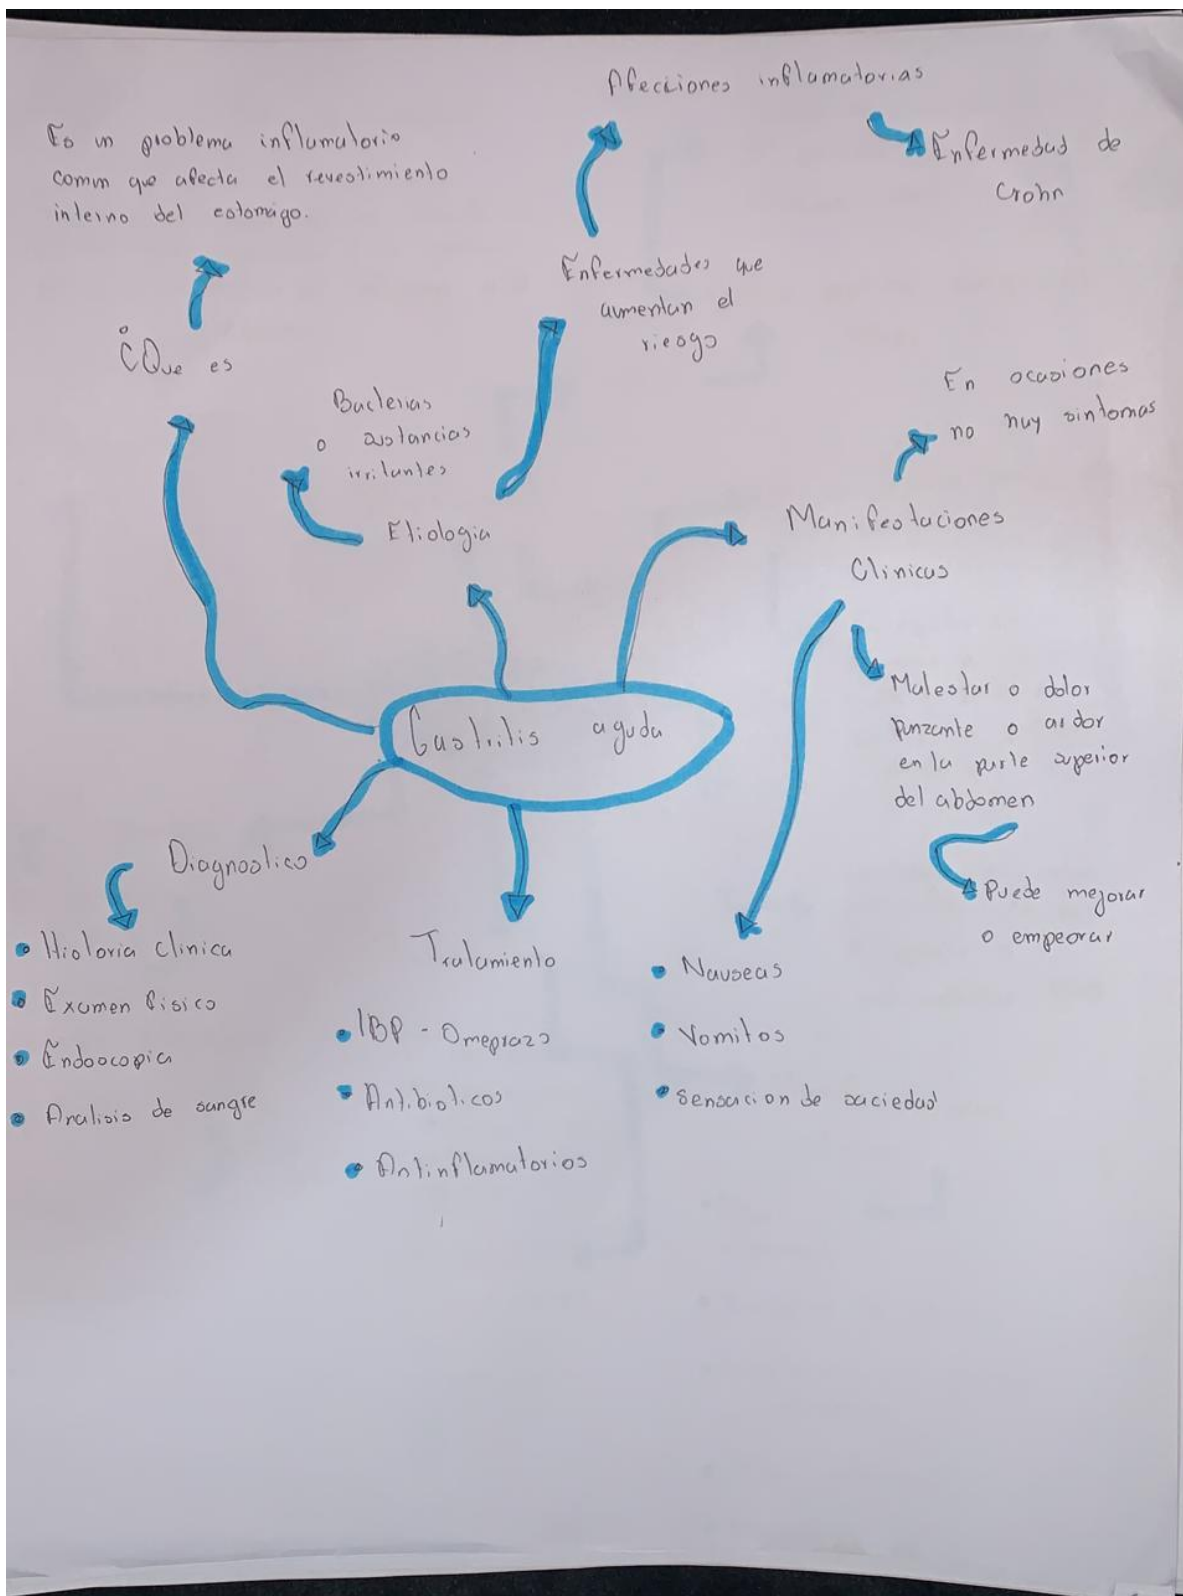 Es un problema inflamatorio
comun que afecta el revestimiento
interno del estomago.
¿Que es
Afecciones inflamatorias
Enfermedad de
Crohn
Enfermedades que
aumentan el
riesgo
Bacterias
o sustancias
irritantes
Etiologia
En ocasiones
no huy sintomas
Manifestaciones
Clinicas
Malestar o dolor
punzante o ardor
en la parte superior
del abdomen
Puede mejorar
o empeorar
Gastritis aguda
Diagnostico
• Historia clinica
• Examen fisico
• Endoscopia
• Analisis de sangre
Tratamiento
• IBP - Omeprazo
• Antibioticos
• Antinflamatorios
• Nauseas
• Vomitos
• Sensacion de saciedad